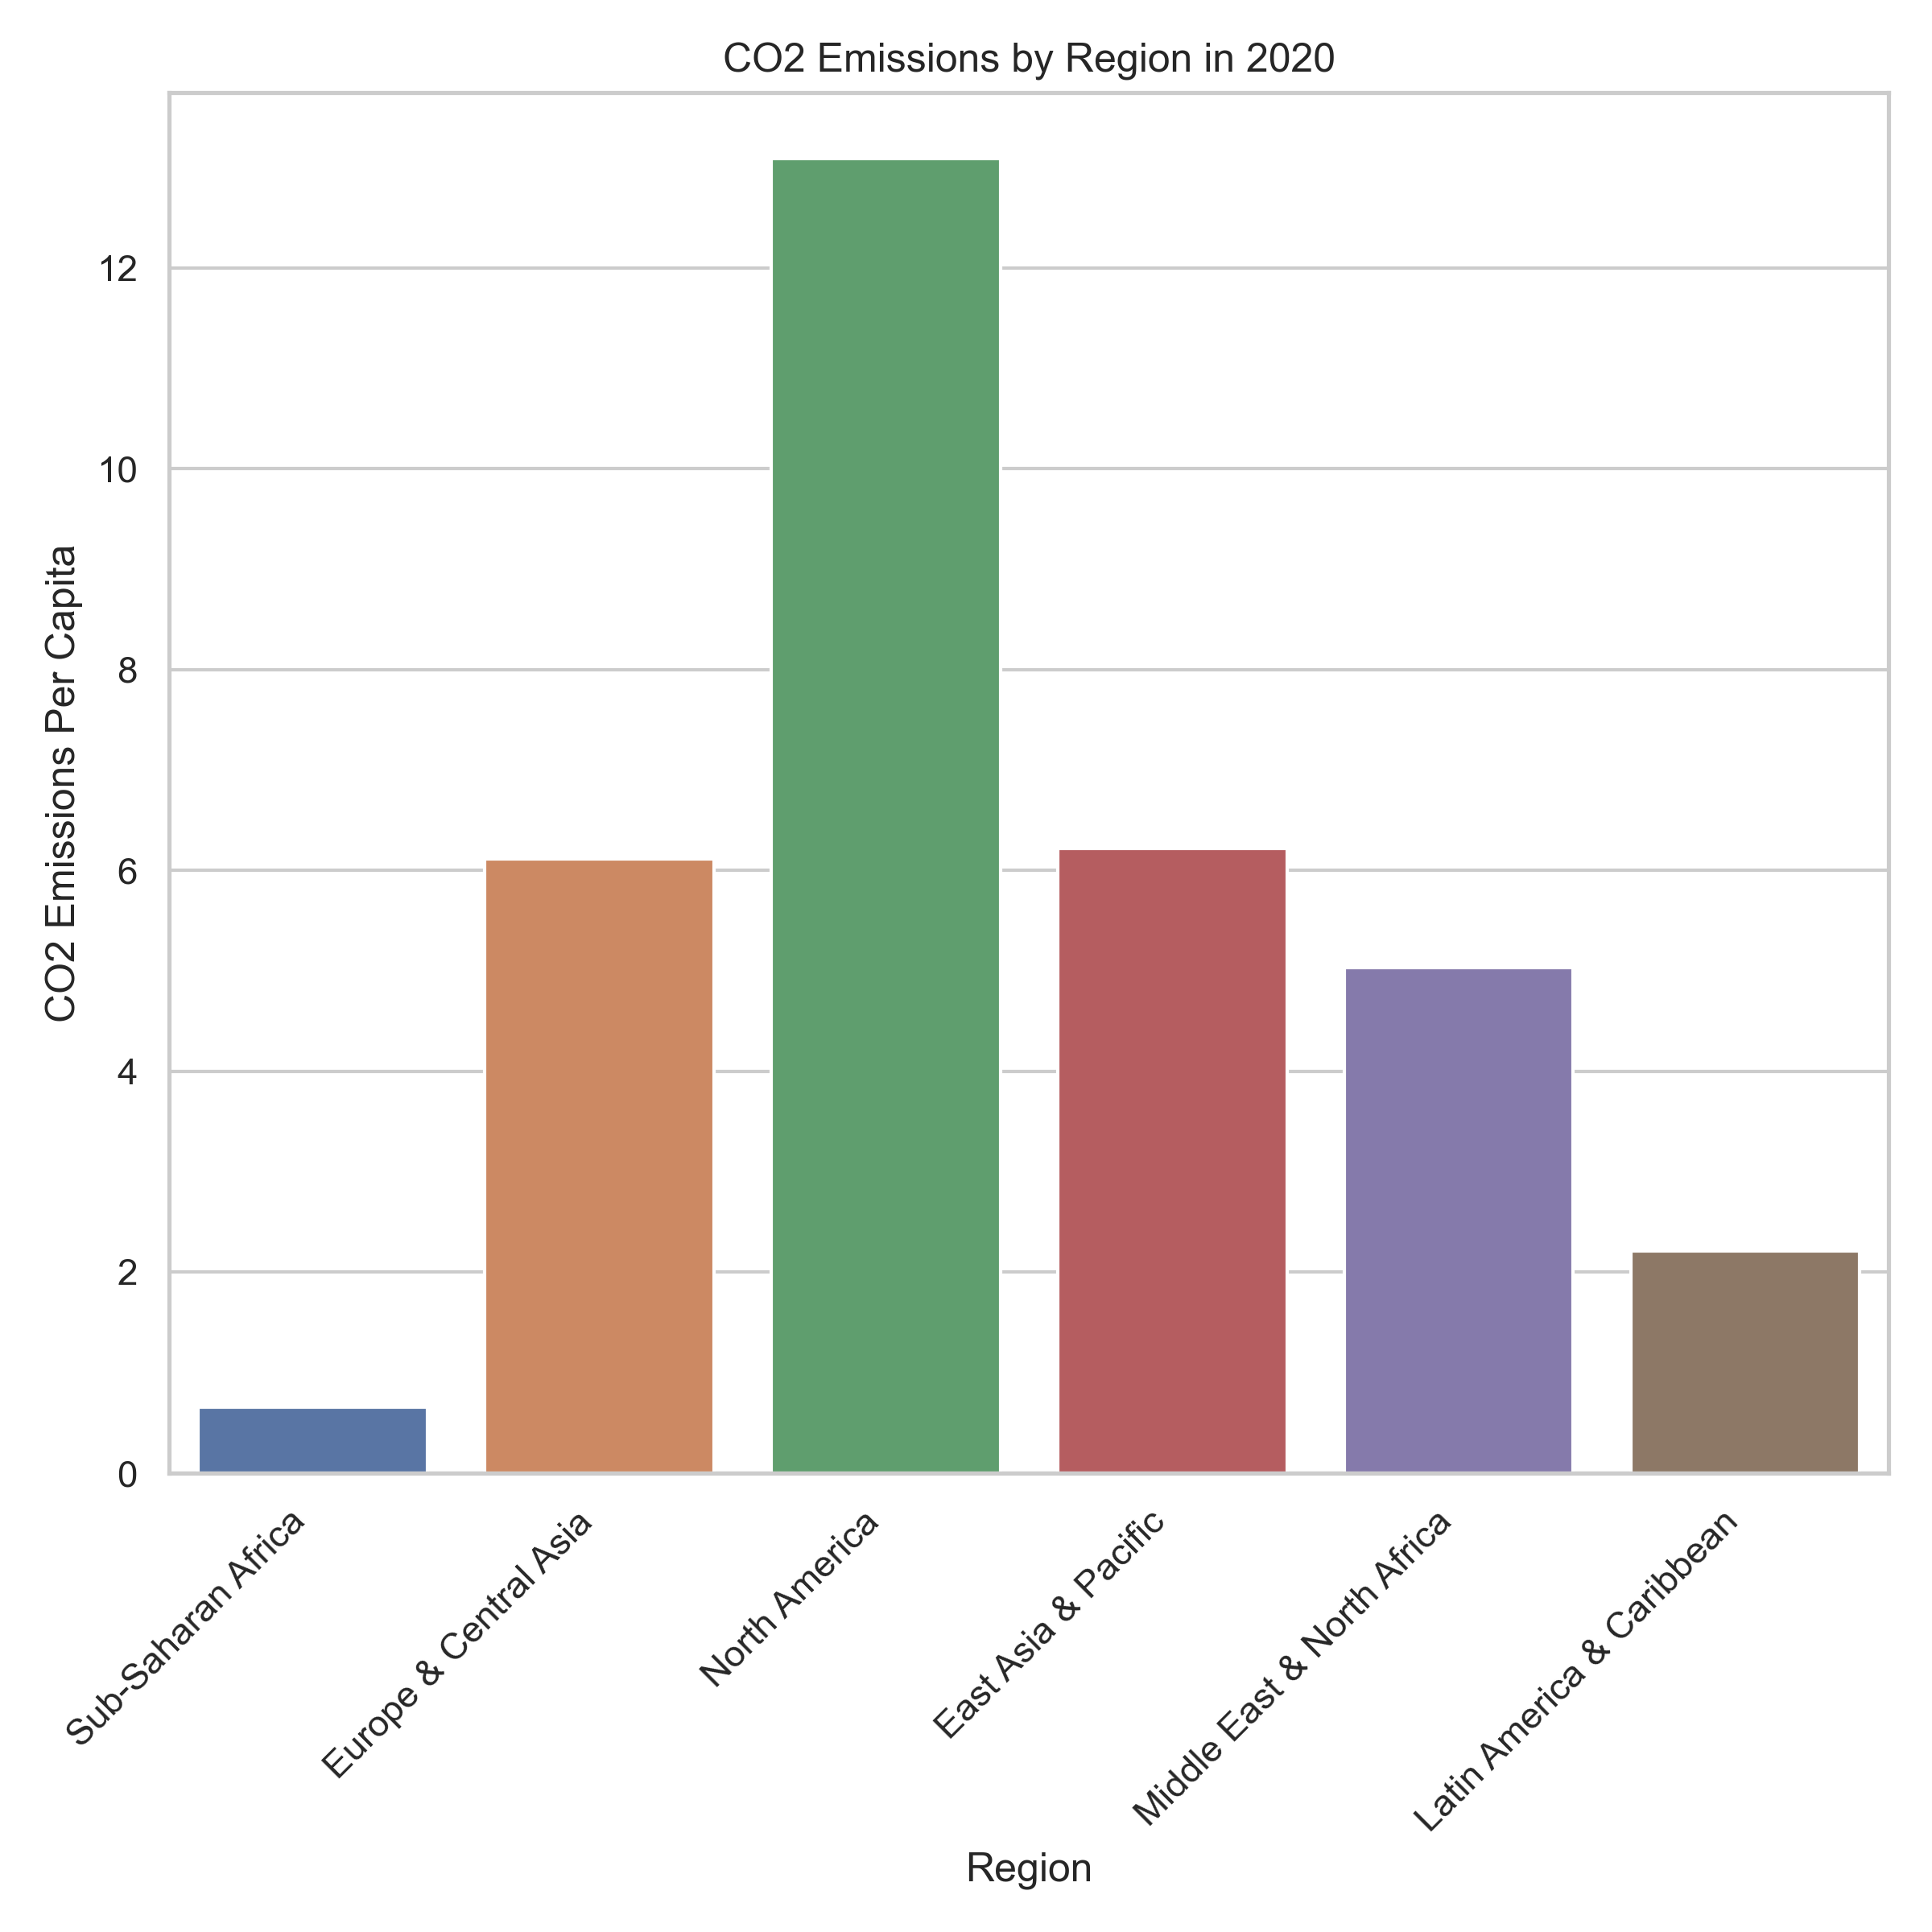 CO2 Emissions by Region in 2020
CO2 Emissions Per Capita
12
10
8
6
4
2
0
Sub-Saharan Africa
Europe & Central Asia
North America
East Asia & Pacific
Middle East & North Africa
Latin America & Caribbean
Region